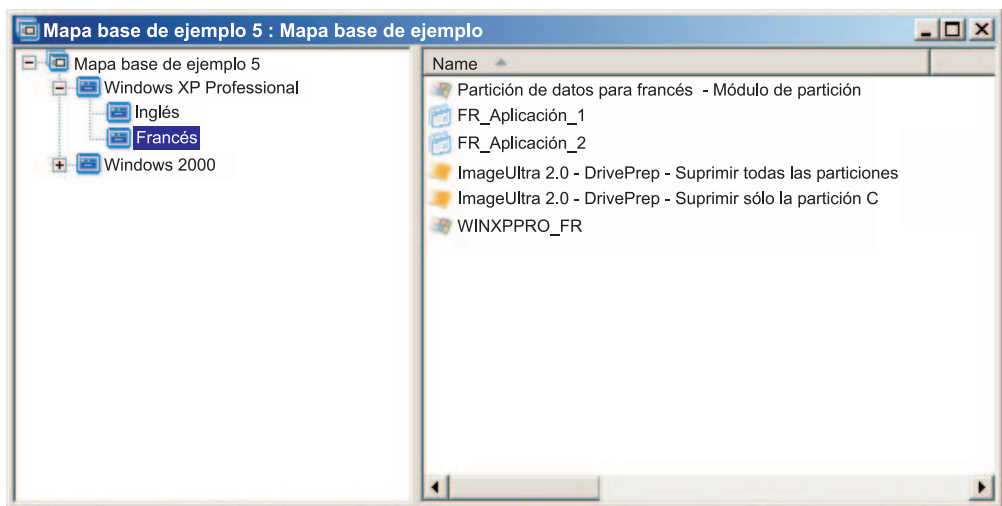 Mapa base de ejemplo 5 : Mapa base de ejemplo
Mapa base de ejemplo 5
Windows XP Professional
Inglés
Francés
Windows 2000
Name
Partición de datos para francés - Módulo de partición
FR_Aplicación_1
FR_Aplicación_2
ImageUltra 2.0 - DrivePrep - Suprimir todas las particiones
ImageUltra 2.0 - DrivePrep - Suprimir sólo la partición C
WINXPPRO_FR